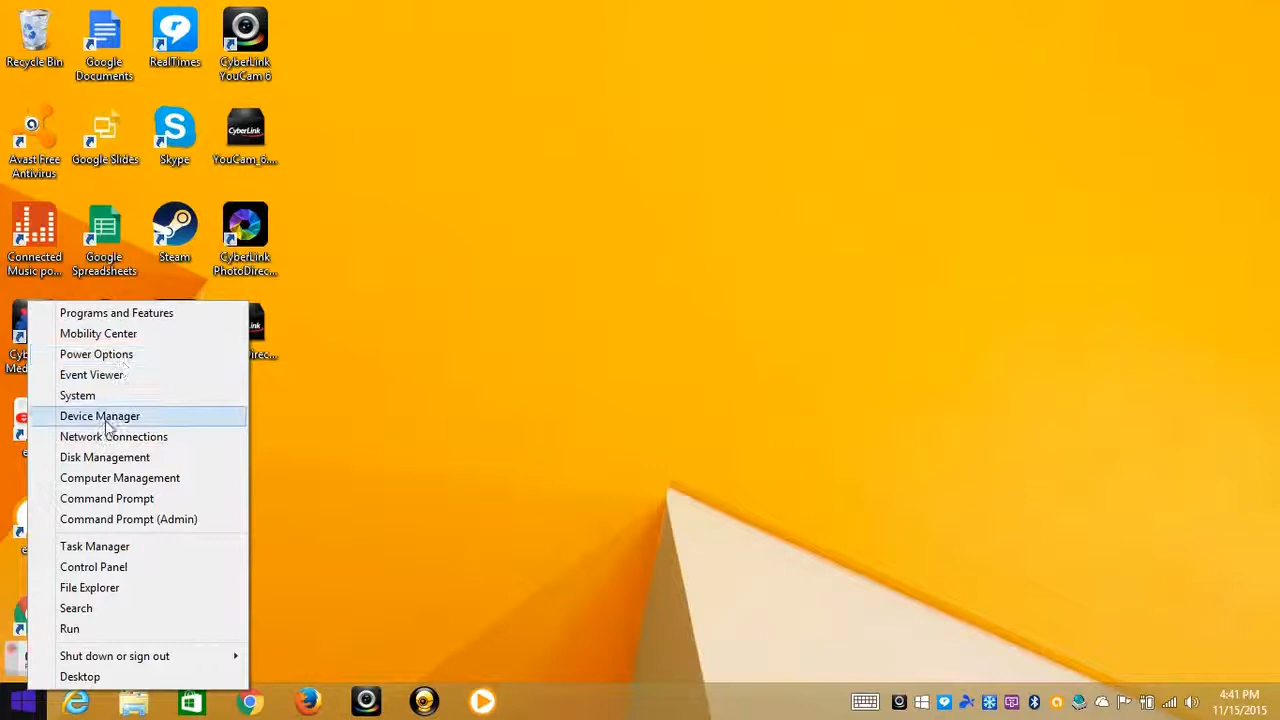 Recycle Bin
Google
Documents
RealTimes
CyberLink
YouCam 6
Avast Free
Antivirus
Google Slides
Skype
CyberLink
YouCam_6....
Connected
Music po...
Google
Spreadsheets
Steam
CyberLink
PhotoDirec...
Programs and Features
Mobility Center
Power Options
Event Viewer
System
Device Manager
Network Connections
Disk Management
Computer Management
Command Prompt
Command Prompt (Admin)
Task Manager
Control Panel
File Explorer
Search
Run
Shut down or sign out
Desktop
4:41 PM
11/15/2015